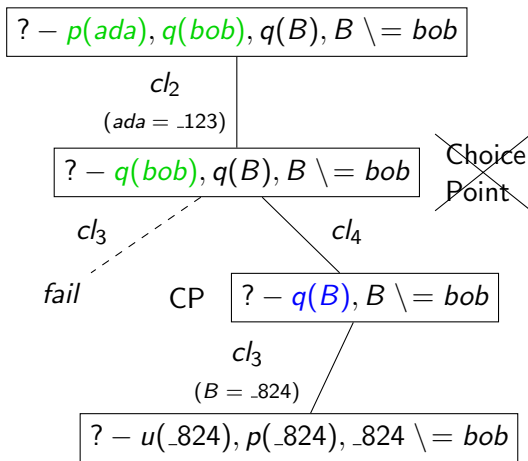 ? − p(ada), q(bob), q(B), B \ = bob
cl₂
(ada = _123)
? − q(bob), q(B), B \ = bob
Choice
Point
cl₃
cl₄
fail
CP
? − q(B), B \ = bob
cl₃
(B = _824)
? − u(_824), p(_824), _824 \ = bob